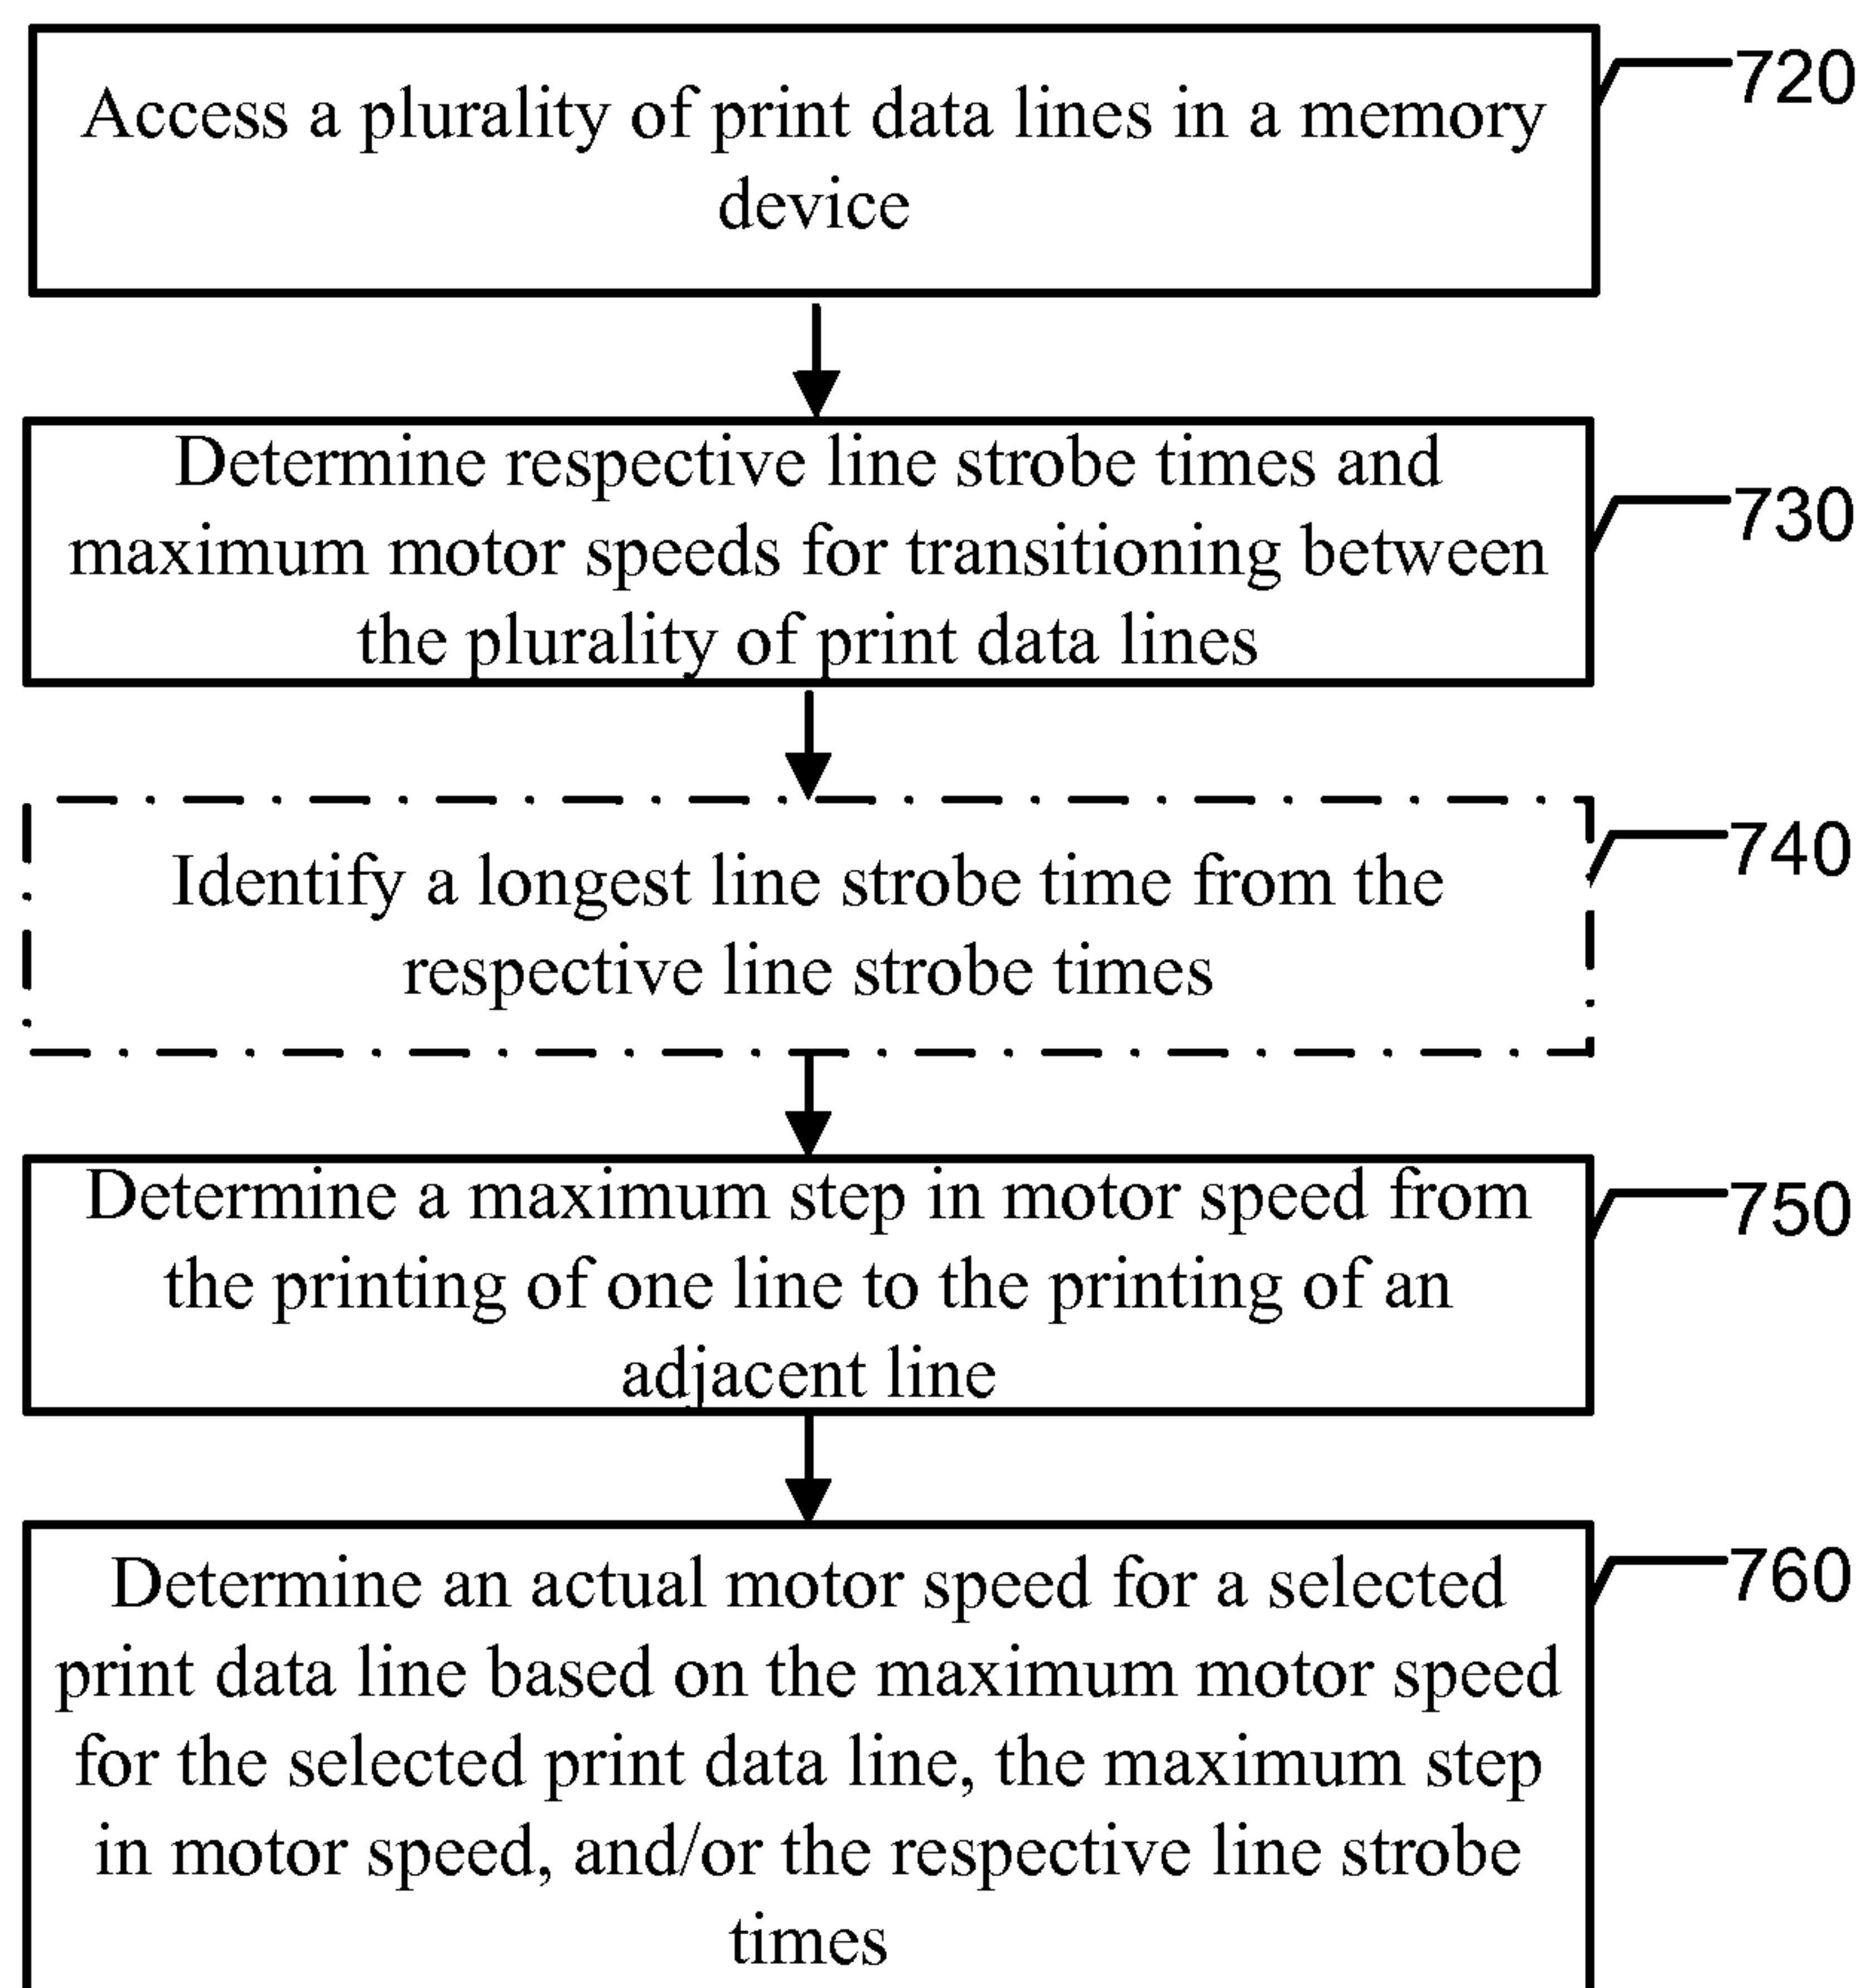 Access a plurality of print data lines in a memory
device
720
Determine respective line strobe times and
maximum motor speeds for transitioning between
the plurality of print data lines
730
Identify a longest line strobe time from the
respective line strobe times
740
Determine a maximum step in motor speed from
the printing of one line to the printing of an
adjacent line
750
Determine an actual motor speed for a selected
print data line based on the maximum motor speed
for the selected print data line, the maximum step
in motor speed, and/or the respective line strobe
times
760